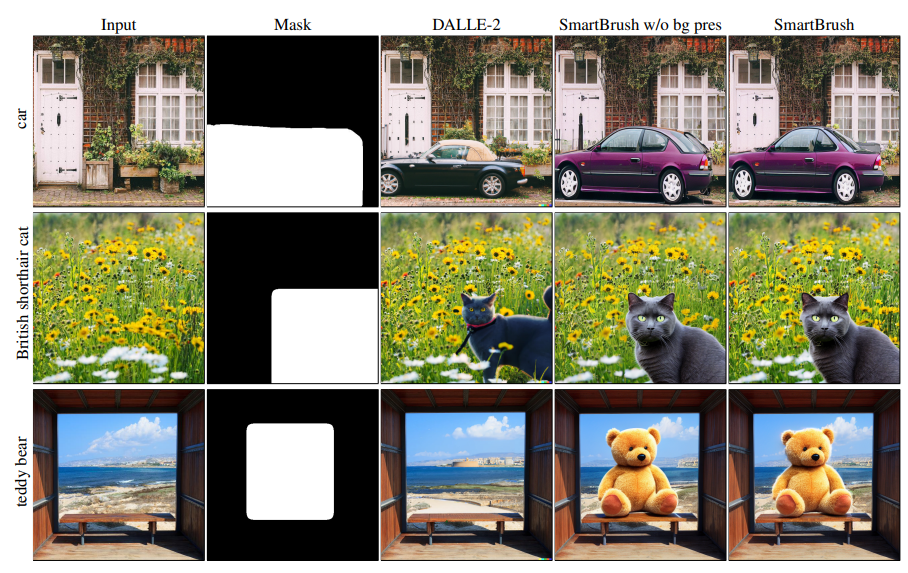 Input Mask DALLE-2 SmartBrush w/o bg pres SmartBrush
car
British shorthair cat
teddy bear